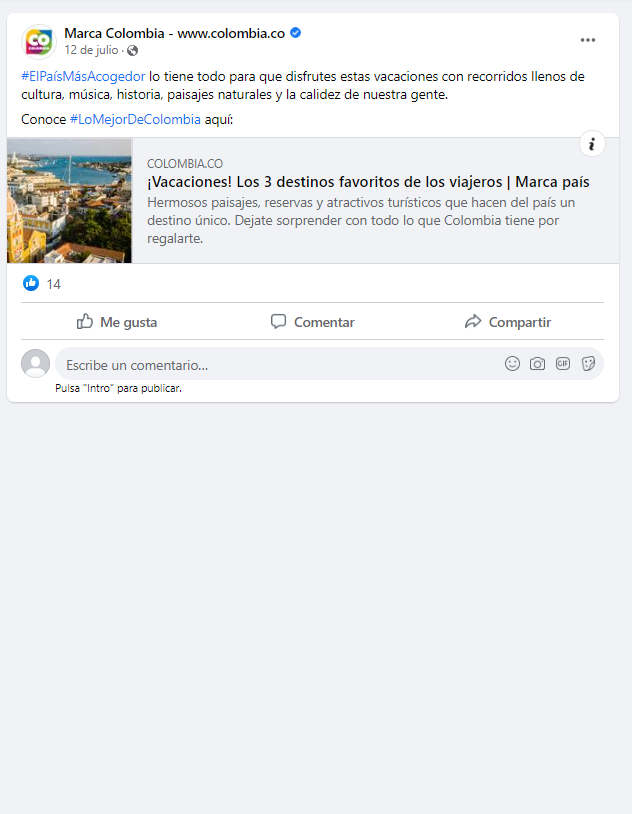 Marca Colombia - www.colombia.co
12 de julio ·
#ElPaísMásAcogedor lo tiene todo para que disfrutes estas vacaciones con recorridos llenos de
cultura, música, historia, paisajes naturales y la calidez de nuestra gente.
Conoce #LoMejorDeColombia aquí:
COLOMBIA.CO
¡Vacaciones! Los 3 destinos favoritos de los viajeros | Marca país
Hermosos paisajes, reservas y atractivos turísticos que hacen del país un
destino único. Dejate sorprender con todo lo que Colombia tiene por
regalarte.
14
Me gusta
Comentar
Compartir
Escribe un comentario...
GIF
Pulsa "Intro" para publicar.